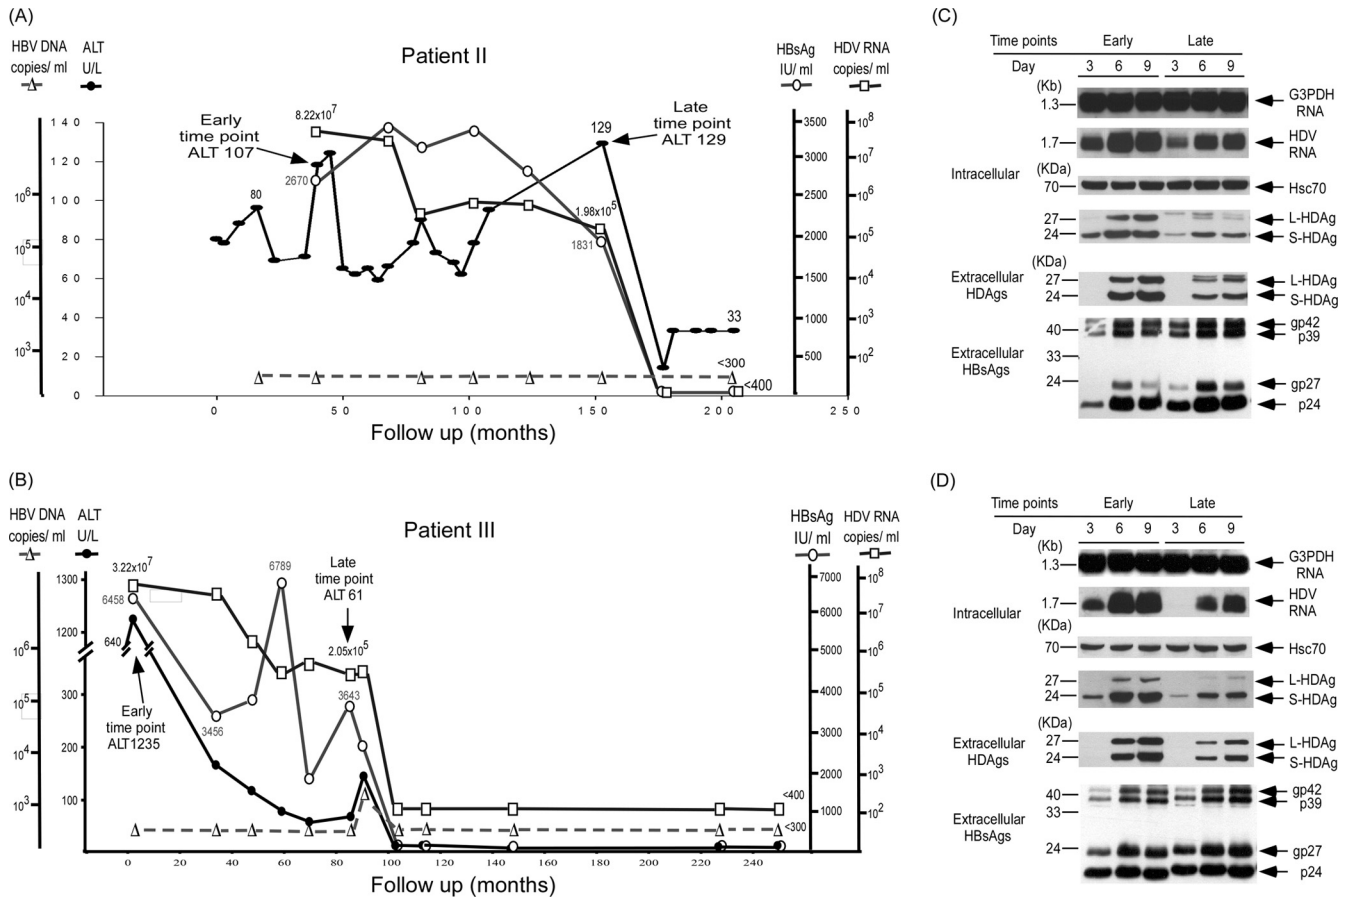 (A)
HBV DNA ALT
copies/ ml U/L
Patient II
HBsAg HDV RNA
IU/ ml copies/ ml
Early
time point
ALT 107
8.22x10⁷
Late
time point
ALT 129
129
2670
80
1.98x10⁵
1831
33
<300
<400
10⁶
10⁵
10⁴
10³
140
120
100
80
60
40
20
0
3500
3000
2500
2000
1500
1000
500
10⁸
10⁷
10⁶
10⁵
10⁴
10³
10²
0 50 100 150 200 250
Follow up (months)
(B)
HBV DNA ALT
copies/ ml U/L
Patient III
HBsAg HDV RNA
IU/ ml copies/ ml
3.22x10⁷
6458
640
6789
Late
time point
ALT 61
2.05x10⁵
3643
3456
Early
time point
ALT1235
<400
<300
10⁶
10⁵
10⁴
10³
1300
1200
300
200
100
7000
6000
5000
4000
3000
2000
1000
10⁸
10⁷
10⁶
10⁵
10⁴
10³
10²
0 20 40 60 80 100 120 140 160 180 200 220 240
Follow up (months)
(C)
Time points Early Late
Day 3 6 9 3 6 9
(Kb)
1.3 G3PDH
RNA
1.7 HDV
RNA
Intracellular
(KDa)
70 Hsc70
27 L-HDAg
24 S-HDAg
(KDa)
Extracellular
HDAgs
27 L-HDAg
24 S-HDAg
Extracellular
HBsAgs
40
33
24
gp42
p39
gp27
p24
(D)
Time points Early Late
Day 3 6 9 3 6 9
(Kb)
1.3 G3PDH
RNA
1.7 HDV
RNA
Intracellular
(KDa)
70 Hsc70
27 L-HDAg
24 S-HDAg
(KDa)
Extracellular
HDAgs
27 L-HDAg
24 S-HDAg
Extracellular
HBsAgs
40
33
24
gp42
p39
gp27
p24